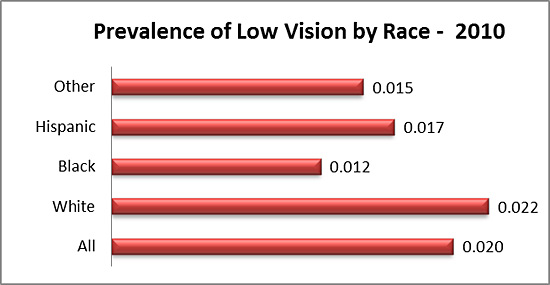 Prevalence of Low Vision by Race - 2010
Other 0.015
Hispanic 0.017
Black 0.012
White 0.022
All 0.020